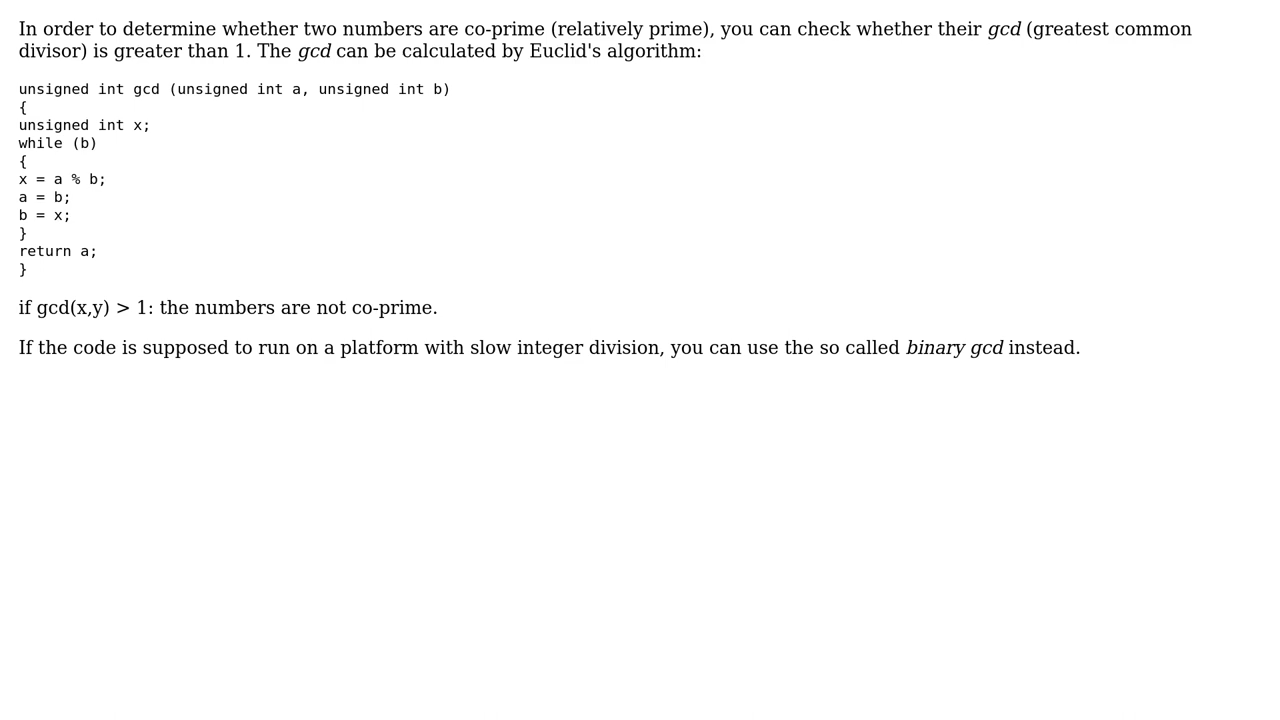 In order to determine whether two numbers are co-prime (relatively prime), you can check whether their gcd (greatest common
divisor) is greater than 1. The gcd can be calculated by Euclid's algorithm:
unsigned int gcd (unsigned int a, unsigned int b)
{
unsigned int x;
while (b)
{
x = a % b;
a = b;
b = x;
}
return a;
}
if gcd(x,y) > 1: the numbers are not co-prime.
If the code is supposed to run on a platform with slow integer division, you can use the so called binary gcd instead.